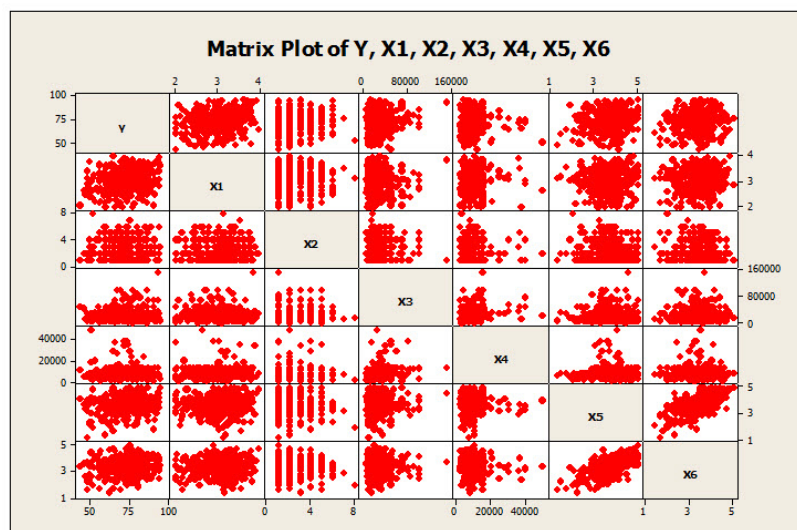 Matrix Plot of Y, X1, X2, X3, X4, X5, X6
2 3 4 0 80000 160000 1 3 5
100
75
50
Y
X1
4
3
2
8
4
0
X2
X3
160000
80000
0
40000
20000
0
X4
X5
5
3
1
5
3
1
X6
50 75 100 0 4 8 0 20000 40000 1 3 5